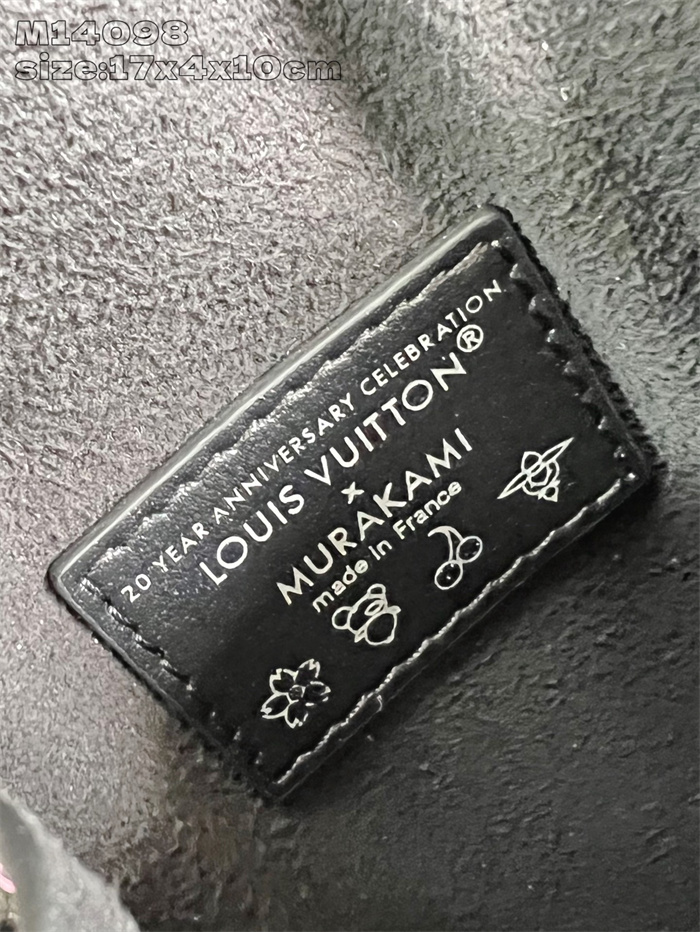 M14098
size:17x4x10cm
20 YEAR ANNIVERSARY CELEBRATION
LOUIS VUITTON®
x
MURAKAMI
made in France